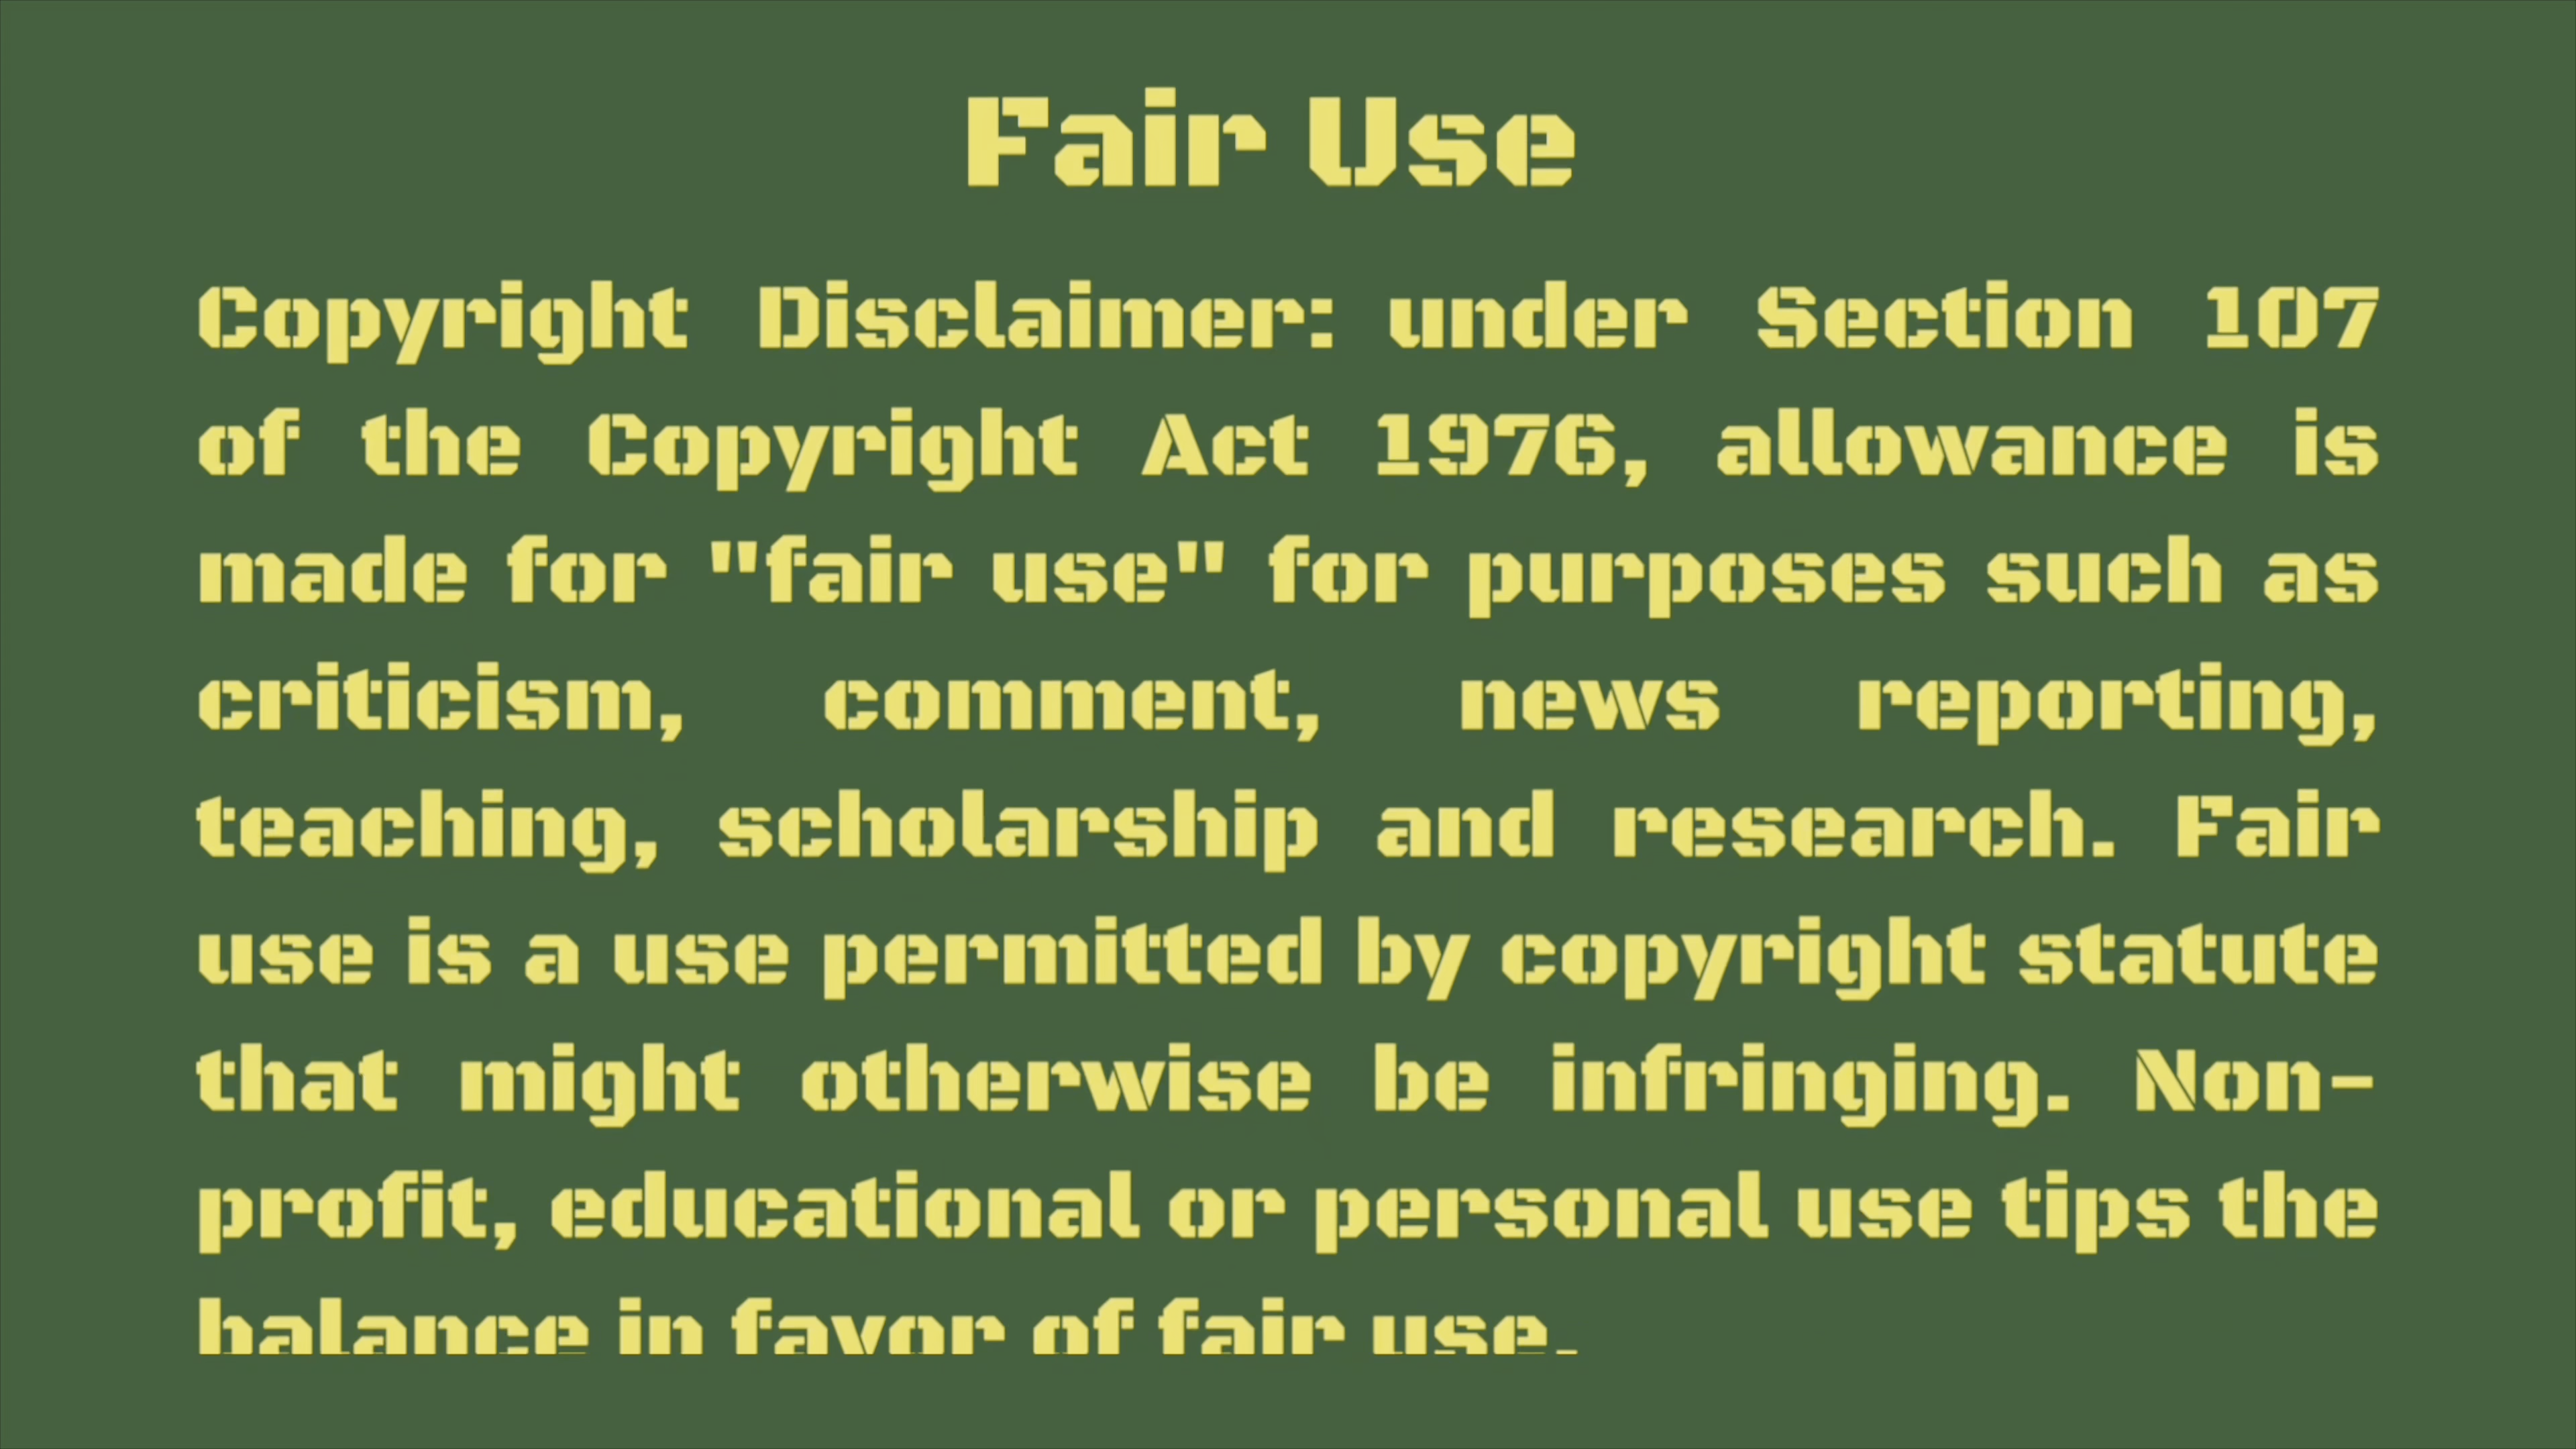 Fair Use
Copyright Disclaimer: under Section 107
of the Copyright Act 1976, allowance is
made for "fair use" for purposes such as
criticism, comment, news reporting,
teaching, scholarship and research. Fair
use is a use permitted by copyright statute
that might otherwise be infringing. Non-
profit, educational or personal use tips the
balance in favor of fair use.